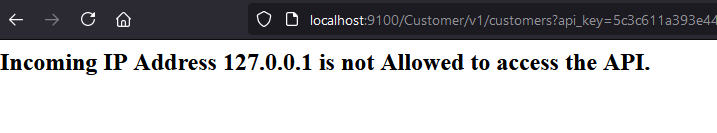 localhost:9100/Customer/v1/customers?api_key=5c3c611a393e44
Incoming IP Address 127.0.0.1 is not Allowed to access the API.